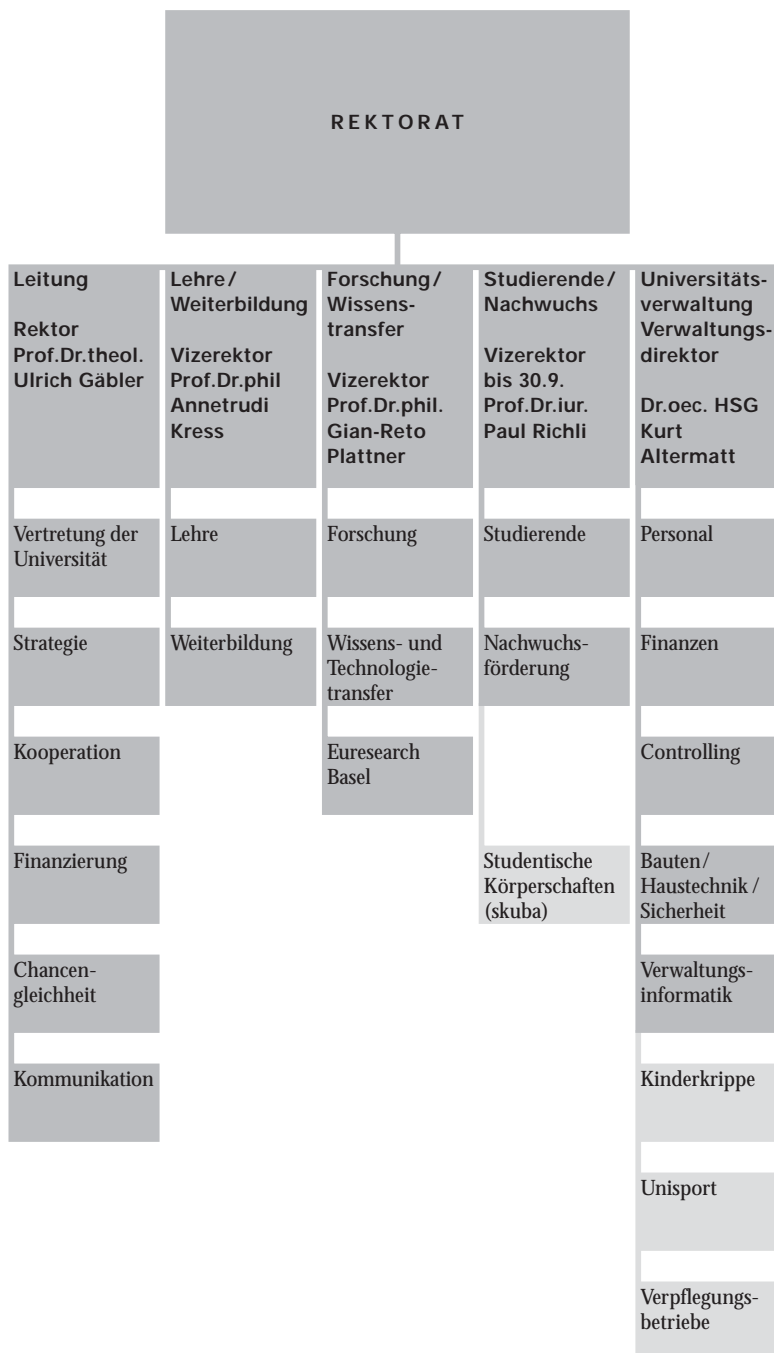 REKTORAT
Leitung
Rektor
Prof.Dr.theol.
Ulrich Gäbler
Vertretung der
Universität
Strategie
Kooperation
Finanzierung
Chancen-
gleichheit
Kommunikation
Lehre/
Weiterbildung
Vizerektor
Prof.Dr.phil
Annetrudi
Kress
Lehre
Weiterbildung
Forschung/
Wissens-
transfer
Vizerektor
Prof.Dr.phil.
Gian-Reto
Plattner
Forschung
Wissens- und
Technologie-
transfer
Euresearch
Basel
Studierende/
Nachwuchs
Vizerektor
bis 30.9.
Prof.Dr.iur.
Paul Richli
Studierende
Nachwuchs-
förderung
Studentische
Körperschaften
(skuba)
Universitäts-
verwaltung
Verwaltungs-
direktor
Dr.oec. HSG
Kurt
Altermatt
Personal
Finanzen
Controlling
Bauten/
Haustechnik /
Sicherheit
Verwaltungs-
informatik
Kinderkrippe
Unisport
Verpflegungs-
betriebe